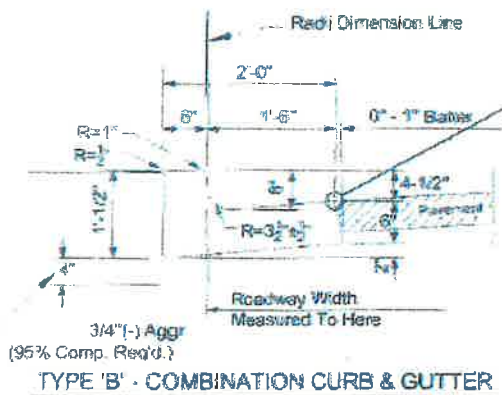 Radii Dimension Line
2'-0"
6"
1'-6"
0" - 1" Batter
R=1"
R=½"
4-1/2"
Pavement
6"
1'-1/2"
R=3½"
4"
Roadway Width
Measured To Here
3/4"(-) Aggr
(95% Comp. Req'd.)
TYPE 'B' - COMBINATION CURB & GUTTER